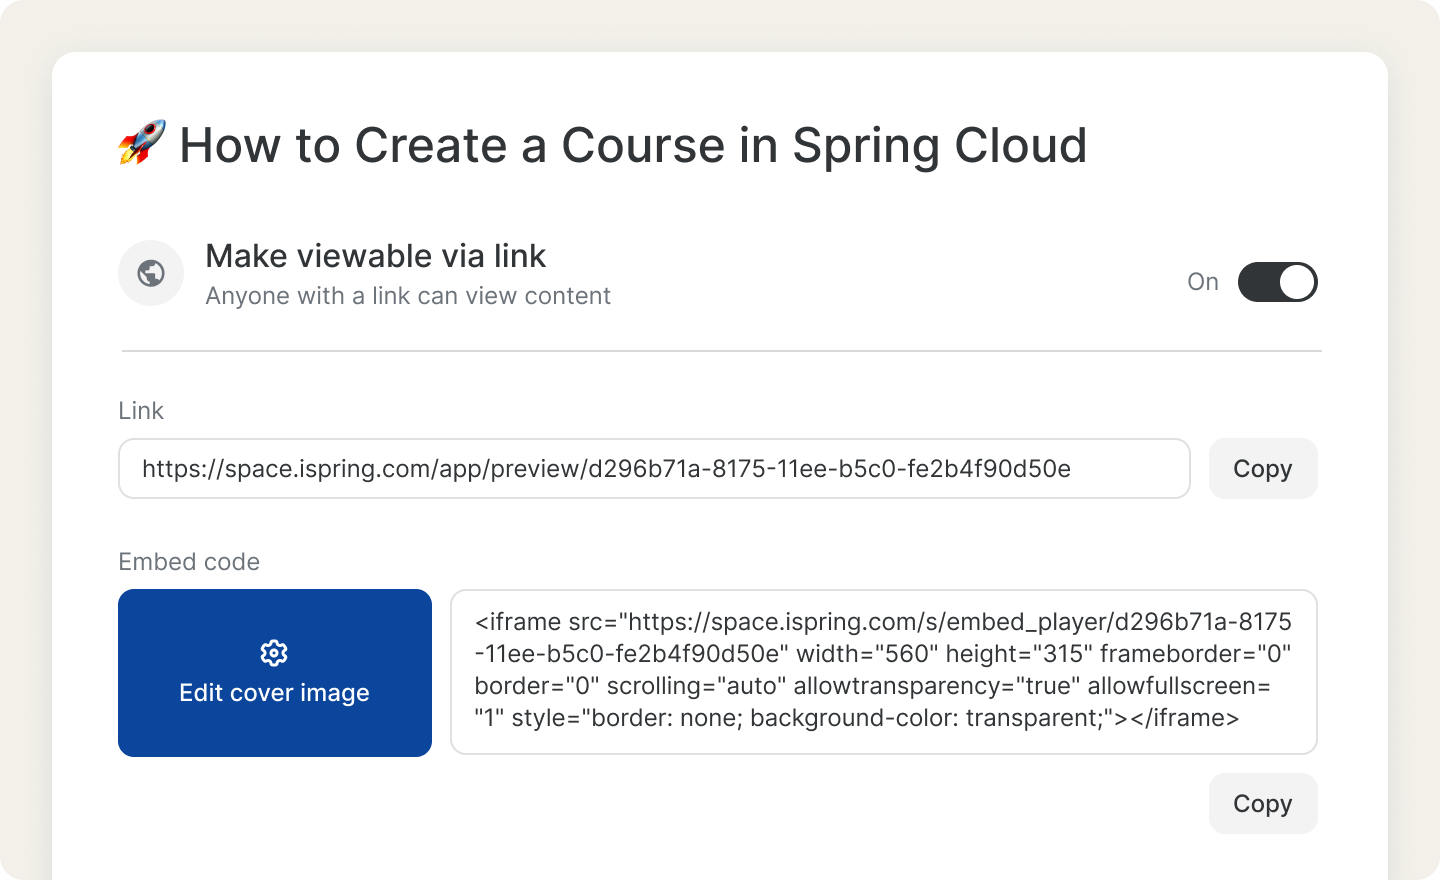 🚀 How to Create a Course in Spring Cloud
Make viewable via link
Anyone with a link can view content
On
Link
https://space.ispring.com/app/preview/d296b71a-8175-11ee-b5c0-fe2b4f90d50e
Copy
Embed code
Edit cover image
<iframe src="https://space.ispring.com/s/embed_player/d296b71a-8175
-11ee-b5c0-fe2b4f90d50e" width="560" height="315" frameborder="0"
border="0" scrolling="auto" allowtransparency="true" allowfullscreen=
"1" style="border: none; background-color: transparent;"></iframe>
Copy